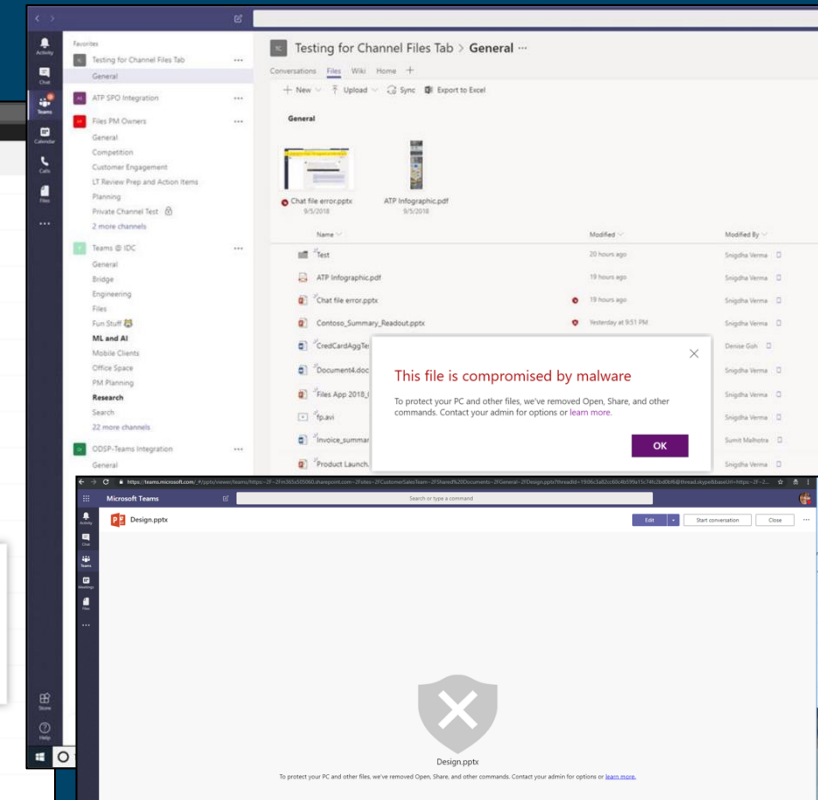 Testing for Channel Files Tab > General ...
Activity
Chat
Teams
Calendar
Calls
Files
Store
Help
Favorites
Testing for Channel Files Tab
General
ATP SPO Integration
Files PM Owners
General
Competition
Customer Engagement
LT Review Prep and Action Items
Planning
Private Channel Test
2 more channels
Teams @ IDC
General
Bridge
Engineering
Files
Fun Stuff
ML and AI
Mobile Clients
Office Space
PM Planning
Research
Search
22 more channels
ODSP-Teams Integration
General
Conversations Files Wiki Home +
+ New Upload Sync Export to Excel
General
Chat file error.pptx ATP Infographic.pdf
9/5/2018 9/5/2018
Name Modified Modified By
Test 20 hours ago Snigdha Verma
ATP Infographic.pdf 19 hours ago Snigdha Verma
Chat file error.pptx 19 hours ago Snigdha Verma
Contoso_Summary_Readout.pptx Yesterday at 9:51 PM Snigdha Verma
CredCardAggTe Denise Guh
Document4.doc Snigdha Verma
Files App 2018_ Snigdha Verma
fp.avi Snigdha Verma
Invoice_summar Sumit Malhotra
Product Launch. Snigdha Verma
This file is compromised by malware
To protect your PC and other files, we've removed Open, Share, and other
commands. Contact your admin for options or learn more.
OK
Microsoft Teams
Search or type a command
Activity
Chat
Teams
Meetings
Files
Design.pptx
Edit Start conversation Close ...
Design.pptx
To protect your PC and other files, we've removed Open, Share, and other commands. Contact your admin for options or learn more.